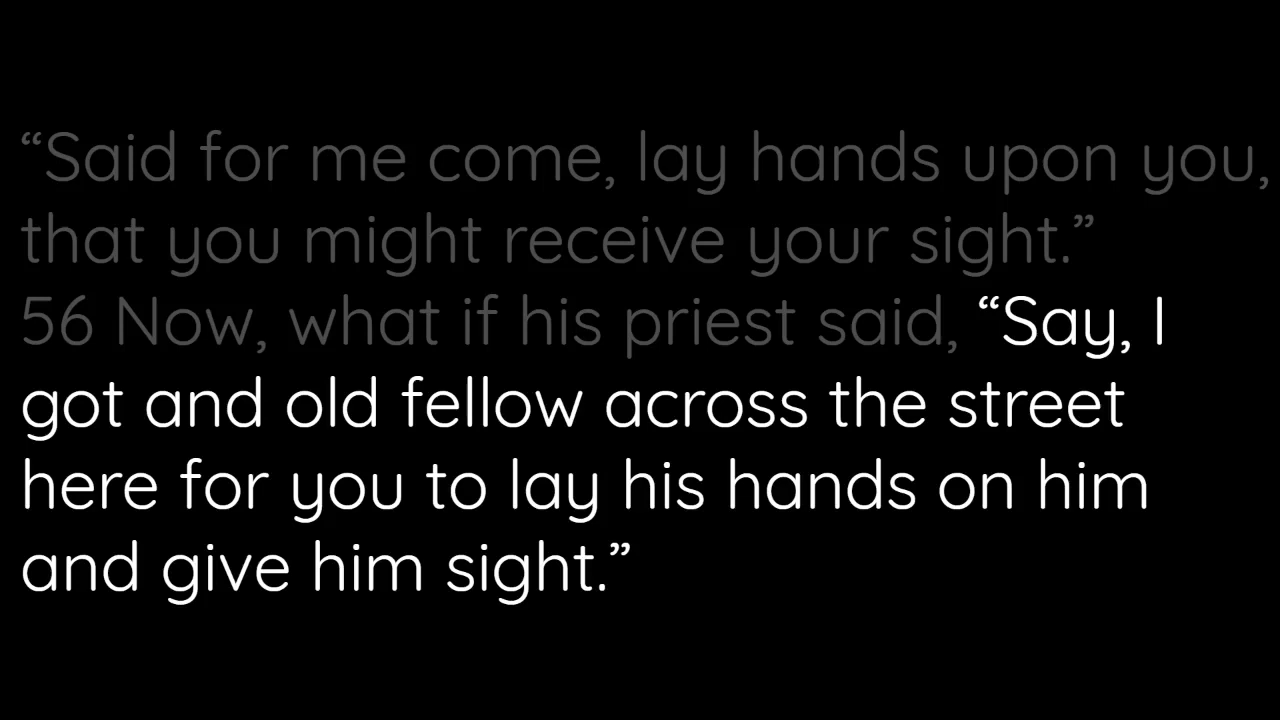 “Said for me come, lay hands upon you,
that you might receive your sight.”
56 Now, what if his priest said, “Say, I
got and old fellow across the street
here for you to lay his hands on him
and give him sight.”